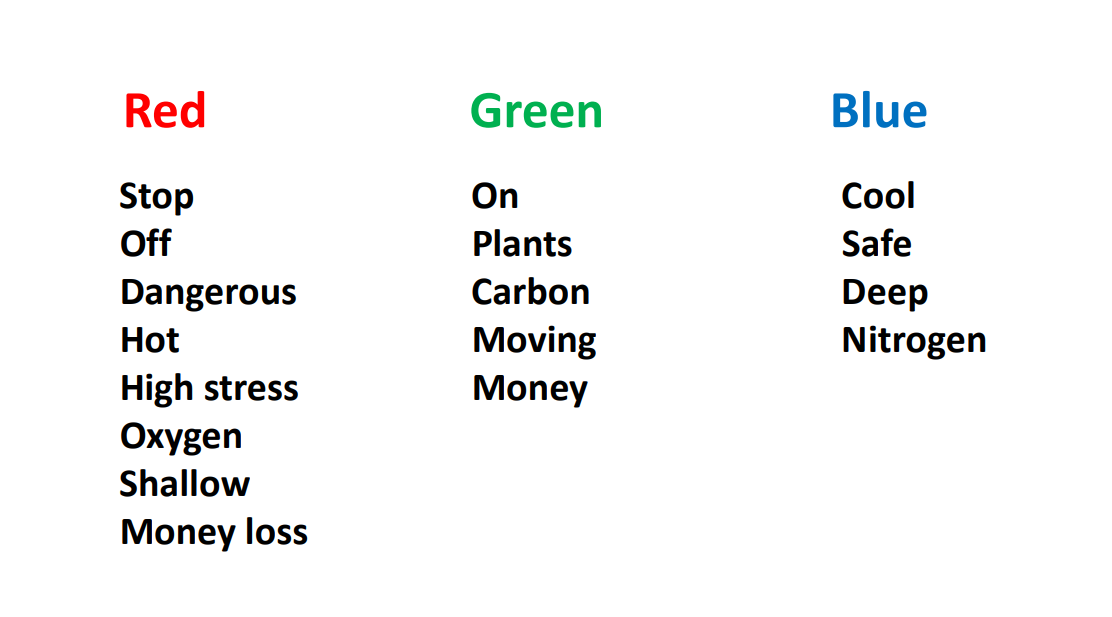 Red
Stop
Off
Dangerous
Hot
High stress
Oxygen
Shallow
Money loss
Green
On
Plants
Carbon
Moving
Money
Blue
Cool
Safe
Deep
Nitrogen